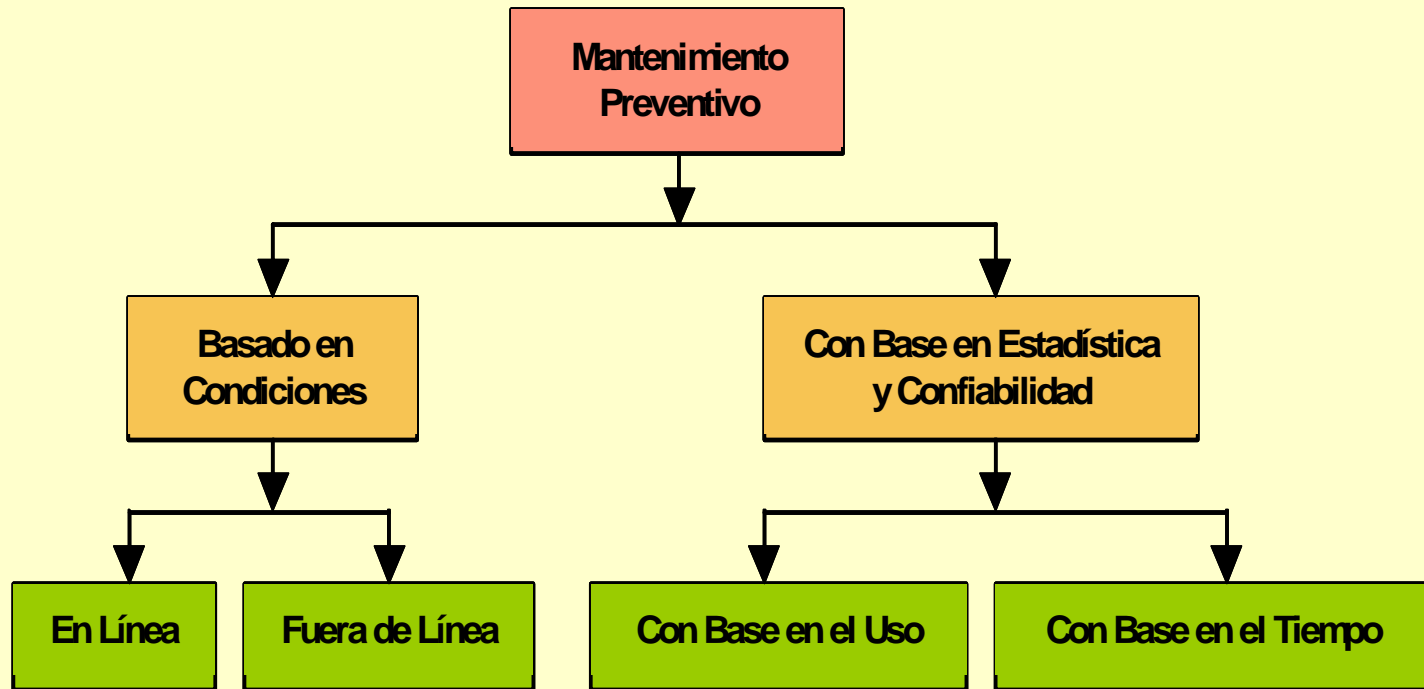 Mantenimiento
Preventivo
Basado en
Condiciones
Con Base en Estadística
y Confiabilidad
En Línea
Fuera de Línea
Con Base en el Uso
Con Base en el Tiempo